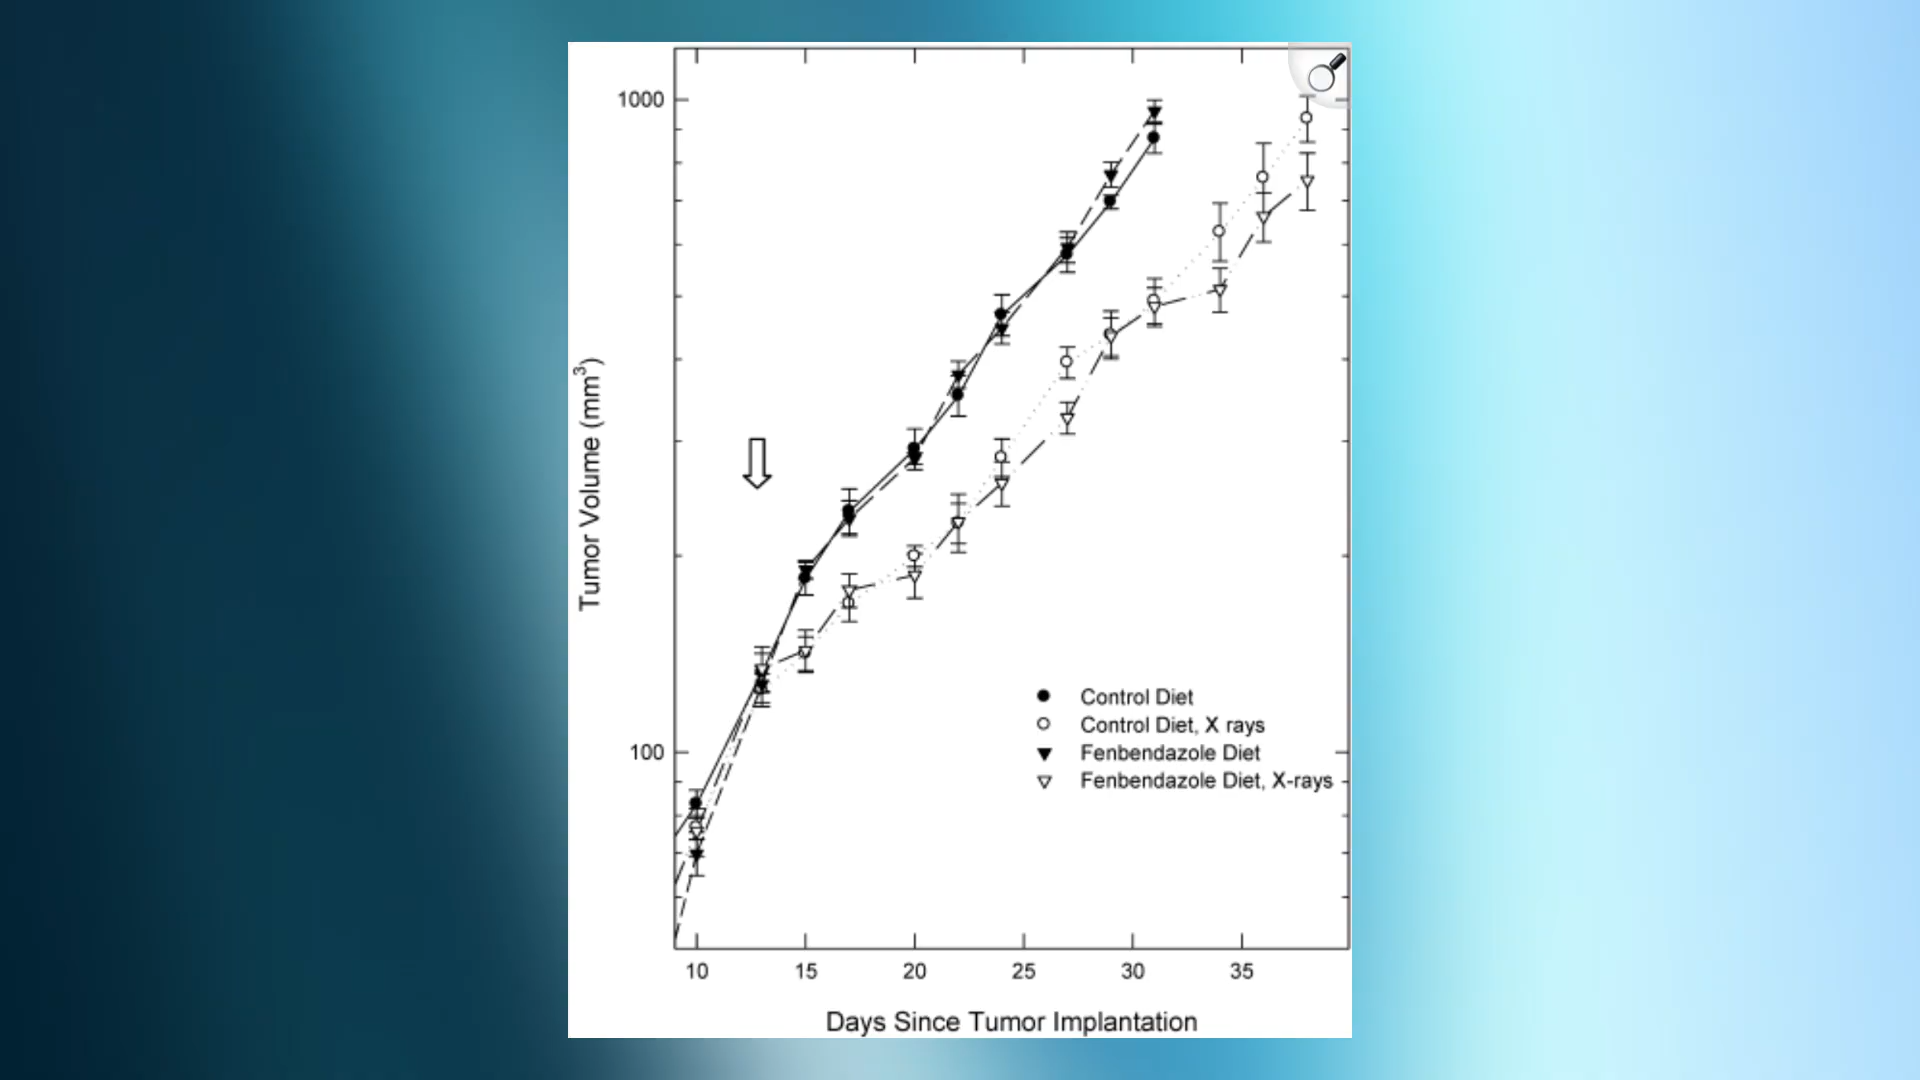 1000
100
Tumor Volume (mm³)
Control Diet
Control Diet, X rays
Fenbendazole Diet
Fenbendazole Diet, X-rays
10 15 20 25 30 35
Days Since Tumor Implantation